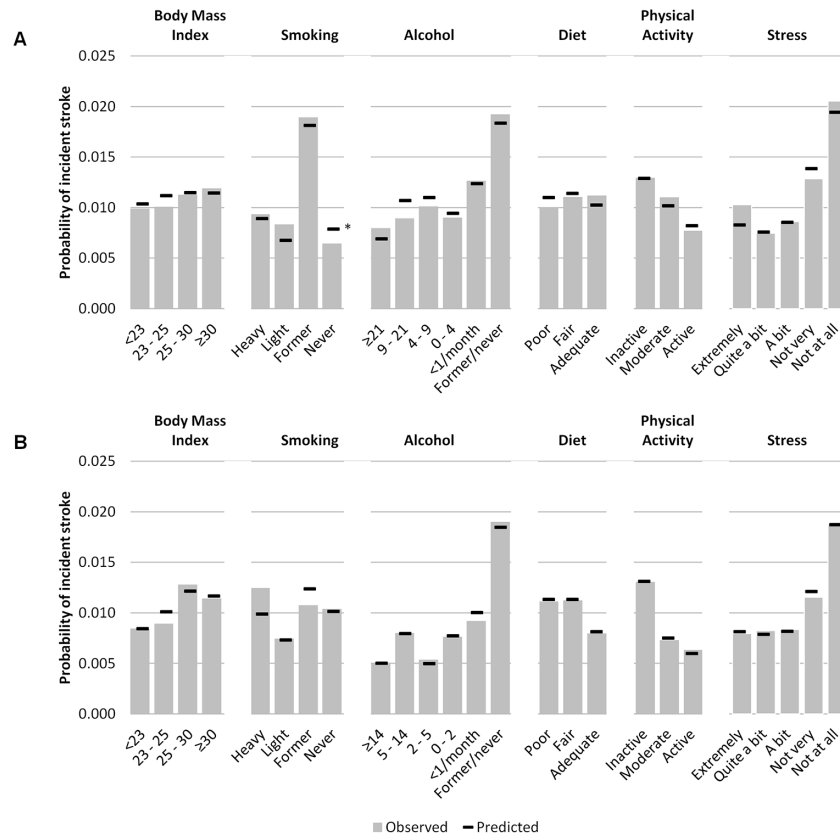 A
Body Mass
Index
Smoking
Alcohol
Diet
Physical
Activity
Stress
Probability of incident stroke
0.025
0.020
0.015
0.010
0.005
0.000
*
<23
23 - 25
25 - 30
≥30
Heavy
Light
Former
Never
≥21
9 - 21
4 - 9
0 - 4
<1/month
Former/never
Poor
Fair
Adequate
Inactive
Moderate
Active
Extremely
Quite a bit
A bit
Not very
Not at all
B
Body Mass
Index
Smoking
Alcohol
Diet
Physical
Activity
Stress
Probability of incident stroke
0.025
0.020
0.015
0.010
0.005
0.000
<23
23 - 25
25 - 30
≥30
Heavy
Light
Former
Never
≥14
5 - 14
2 - 5
0 - 2
<1/month
Former/never
Poor
Fair
Adequate
Inactive
Moderate
Active
Extremely
Quite a bit
A bit
Not very
Not at all
Observed Predicted